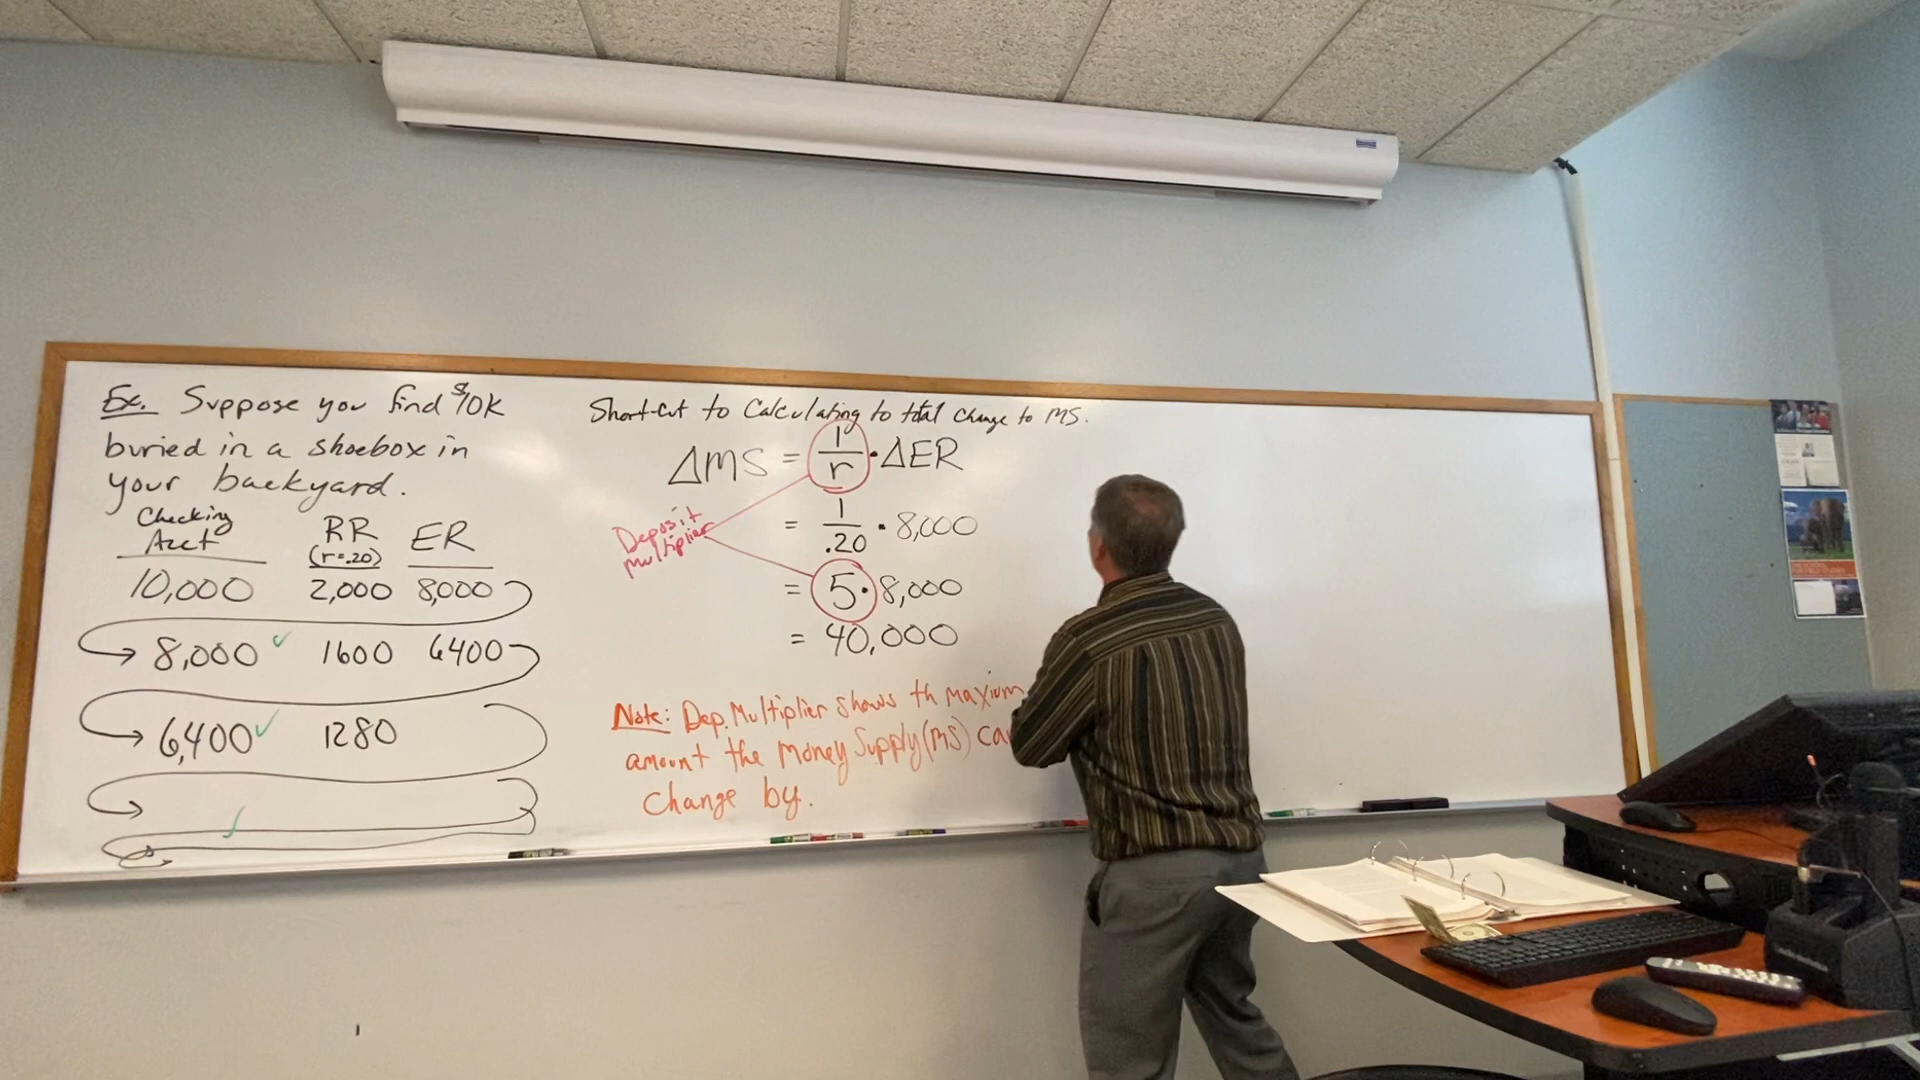 Ex. Suppose you find $10k
buried in a shoebox in
your backyard.
Checking
Acct
RR
(r=.20)
ER
10,000 2,000 8,000
8,000 ✓ 1600 6400
6,400 ✓ 1280
✓
Short-cut to Calculating to total change to MS.
ΔMS = 1/r · ΔER
= 1/.20 · 8,000
= 5 · 8,000
= 40,000
Deposit
multiplier
Note: Dep. Multiplier shows th maxium
amount the Money Supply (MS) can
change by.